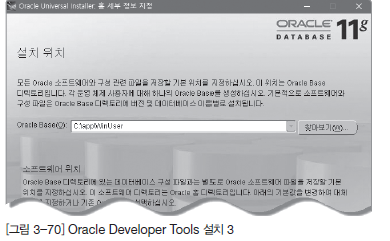 Oracle Universal Installer: 홈 세부 정보 지정
ORACLE 11g
DATABASE
설치 위치
모든 Oracle 소프트웨어와 구성 관련 파일을 저장할 기본 위치를 지정하십시오. 이 위치는 Oracle Base
디렉토리입니다. 각 운영 체제 사용자에 대해 하나의 Oracle Base를 생성하십시오. 기본적으로 소프트웨어와
구성 파일은 Oracle Base 디렉토리에 버전 및 데이터베이스 이름별로 설치됩니다.
Oracle Base(O): C:\app\WinUser 찾아보기(W)...
소프트웨어 위치
Oracle Base 디렉토리에 있는 데이터베이스 구성 파일과는 별도로 Oracle 소프트웨어 파일을 저장할 기본
위치를 지정하십시오. 이 소프트웨어 디렉토리는 Oracle 홈 디렉토리입니다. 아래의 기본값을 변경하여 대체
지정하거나 기존
[그림 3-70] Oracle Developer Tools 설치 3